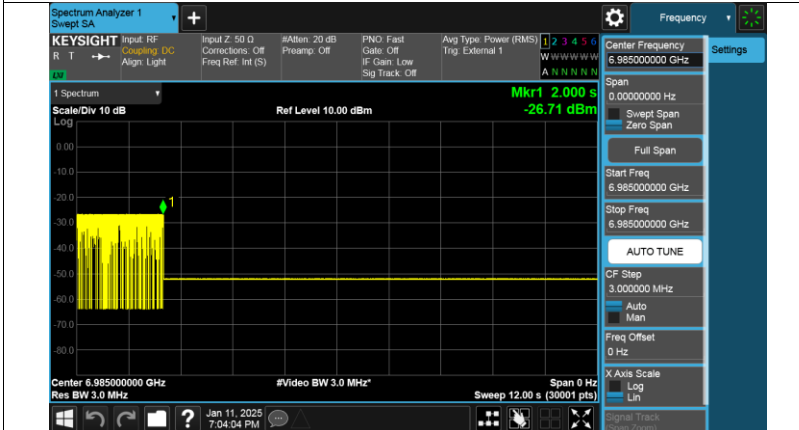 Spectrum Analyzer 1
Swept SA
+
Frequency
KEYSIGHT
R T
LXI
Input: RF
Coupling: DC
Align: Light
Input Z: 50 Ω
Corrections: Off
Freq Ref: Int (S)
#Atten: 20 dB
Preamp: Off
PNO: Fast
Gate: Off
IF Gain: Low
Sig Track: Off
Avg Type: Power (RMS)
Trig: External 1
1 2 3 4 5 6
W W W W W W
A N N N N N
1 Spectrum
Scale/Div 10 dB
Log
Ref Level 10.00 dBm
Mkr1 2.000 s
-26.71 dBm
0.00
-10.0
-20.0
-30.0
-40.0
-50.0
-60.0
-70.0
-80.0
1
Center 6.985000000 GHz
Res BW 3.0 MHz
#Video BW 3.0 MHz*
Span 0 Hz
Sweep 12.00 s (30001 pts)
?
Jan 11, 2025
7:04:04 PM
Center Frequency
6.985000000 GHz
Span
0.00000000 Hz
Swept Span
Zero Span
Full Span
Start Freq
6.985000000 GHz
Stop Freq
6.985000000 GHz
AUTO TUNE
CF Step
3.000000 MHz
Auto
Man
Freq Offset
0 Hz
X Axis Scale
Log
Lin
Signal Track
(Span Zoom)
Settings